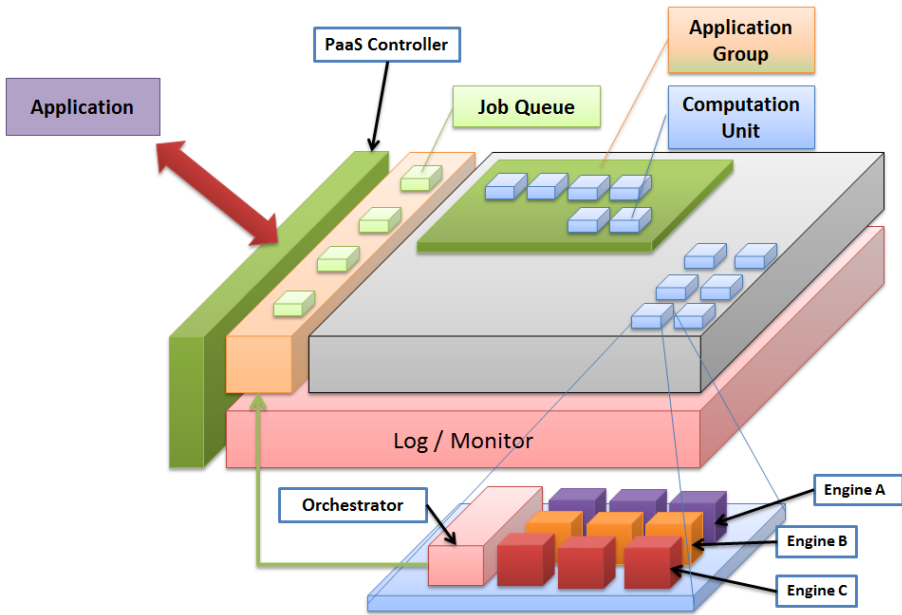 PaaS Controller
Application
Group
Application
Job Queue
Computation
Unit
Log / Monitor
Orchestrator
Engine A
Engine B
Engine C